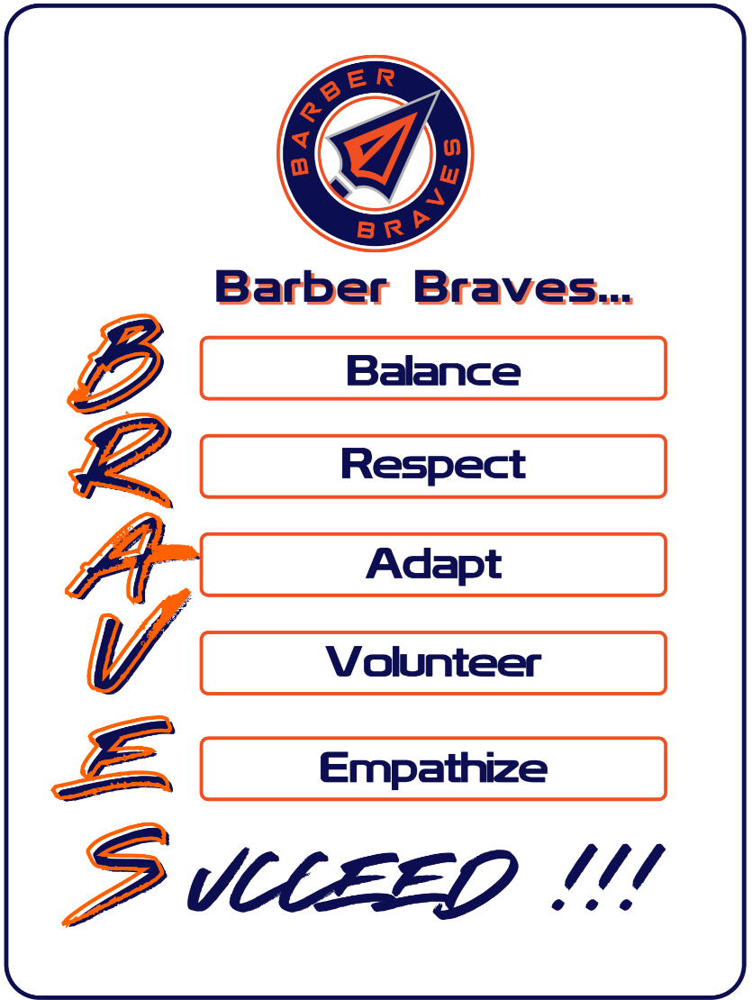 BARBER
BRAVES
Barber Braves...
B Balance
R Respect
A Adapt
V Volunteer
E Empathize
SUCCEED !!!